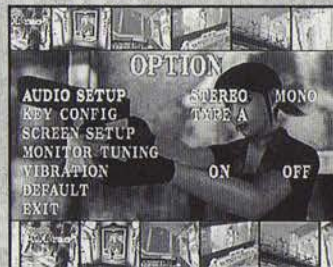 OPTION
AUDIO SETUP STEREO MONO
KEY CONFIG TYPE A
SCREEN SETUP
MONITOR TUNING
VIBRATION ON OFF
DEFAULT
EXIT